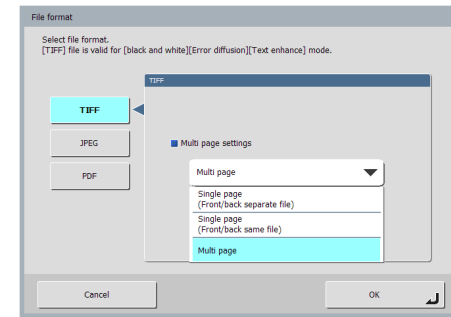 File format
Select file format.
[TIFF] file is valid for [black and white][Error diffusion][Text enhance] mode.
TIFF
TIFF
JPEG
Multi page settings
PDF
Multi page
Single page
(Front/back separate file)
Single page
(Front/back same file)
Multi page
Cancel
OK